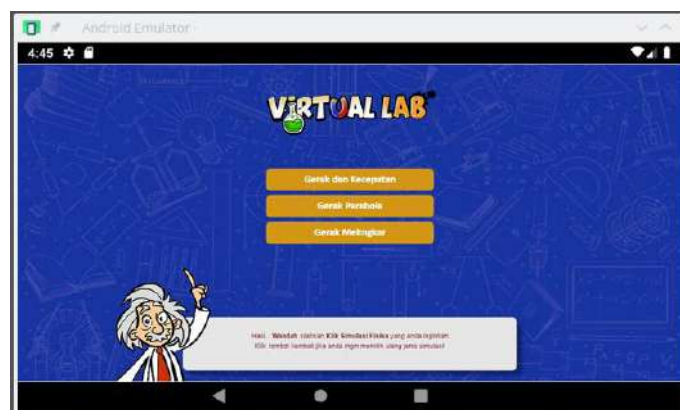 Android Emulator -
4:45
VIRTUAL LAB
Gerak dan Kecepatan
Gerak Parabola
Gerak Melingkar
Haii.. Wandah silahkan Klik Simulasi Fisika yang anda inginkan
Klik tombol kembali jika anda ingin memilih ulang jenis simulasi